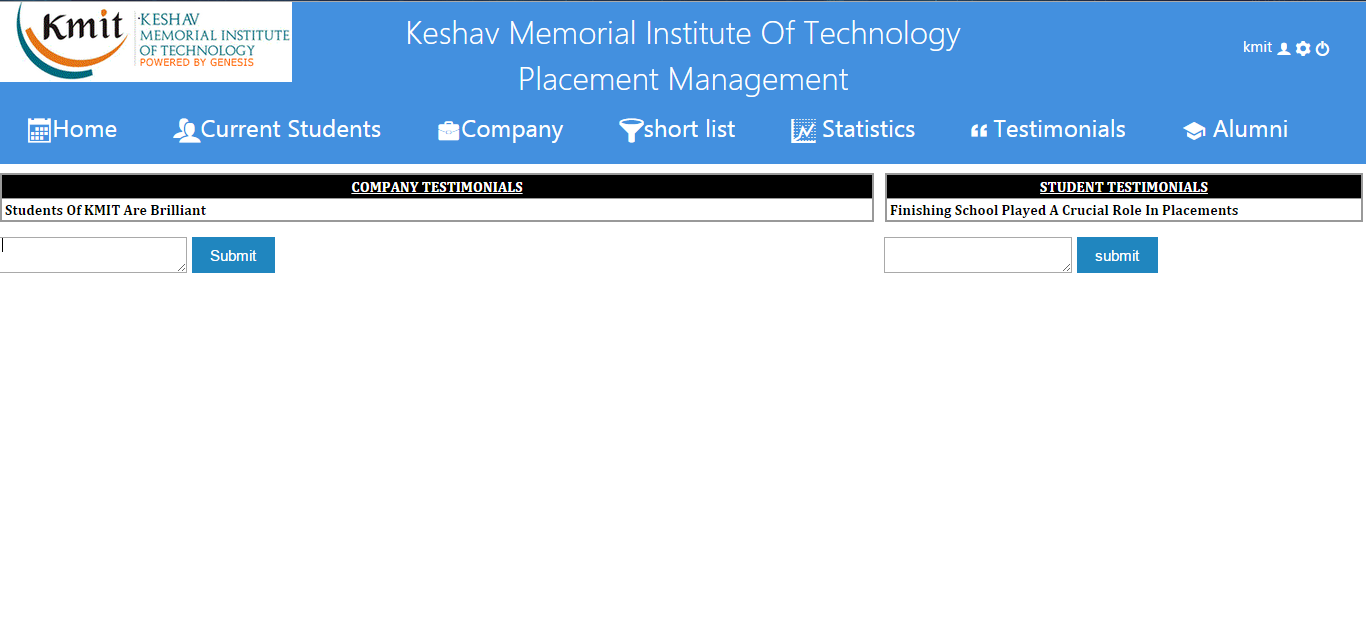 Kmit
KESHAV
MEMORIAL INSTITUTE
OF TECHNOLOGY
POWERED BY GENESIS
Keshav Memorial Institute Of Technology
Placement Management
kmit
Home Current Students Company short list Statistics Testimonials Alumni
COMPANY TESTIMONIALS
Students Of KMIT Are Brilliant
Submit
STUDENT TESTIMONIALS
Finishing School Played A Crucial Role In Placements
submit